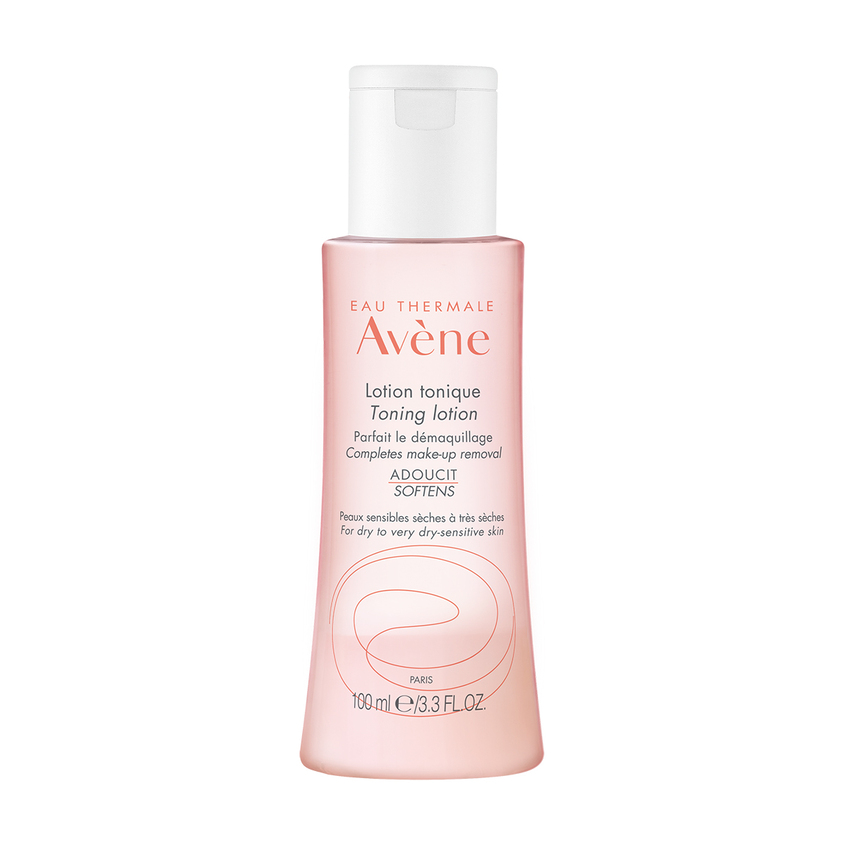 EAU THERMALE
Avène
Lotion tonique
Toning lotion
Parfait le démaquillage
Completes make-up removal
ADOUCIT
SOFTENS
Peaux sensibles sèches à très sèches
For dry to very dry-sensitive skin
PARIS
100 ml ℮/3.3 FL.OZ.